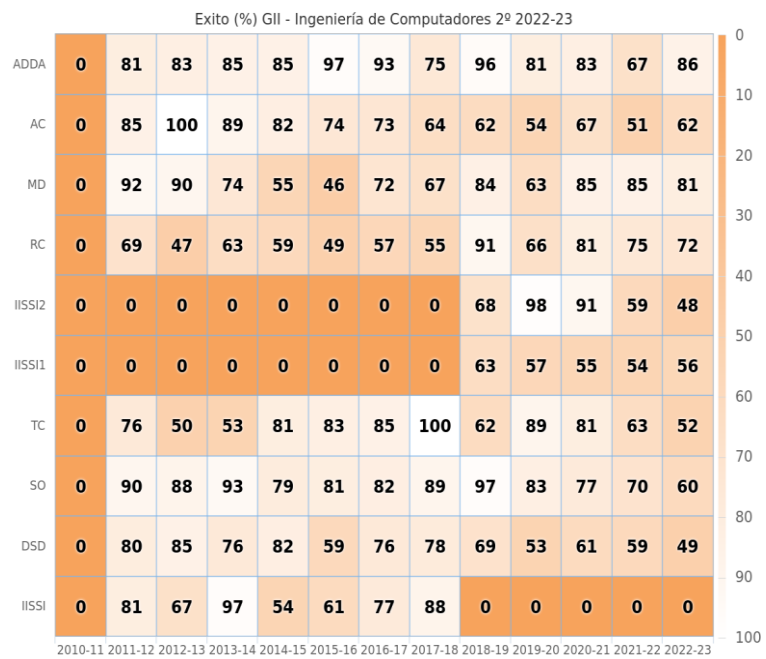 Exito (%) GII - Ingeniería de Computadores 2º 2022-23
ADDA 0 81 83 85 85 97 93 75 96 81 83 67 86
AC 0 85 100 89 82 74 73 64 62 54 67 51 62
MD 0 92 90 74 55 46 72 67 84 63 85 85 81
RC 0 69 47 63 59 49 57 55 91 66 81 75 72
IISSI2 0 0 0 0 0 0 0 0 68 98 91 59 48
IISSI1 0 0 0 0 0 0 0 0 63 57 55 54 56
TC 0 76 50 53 81 83 85 100 62 89 81 63 52
SO 0 90 88 93 79 81 82 89 97 83 77 70 60
DSD 0 80 85 76 82 59 76 78 69 53 61 59 49
IISSI 0 81 67 97 54 61 77 88 0 0 0 0 0
2010-11 2011-12 2012-13 2013-14 2014-15 2015-16 2016-17 2017-18 2018-19 2019-20 2020-21 2021-22 2022-23
0
10
20
30
40
50
60
70
80
90
100